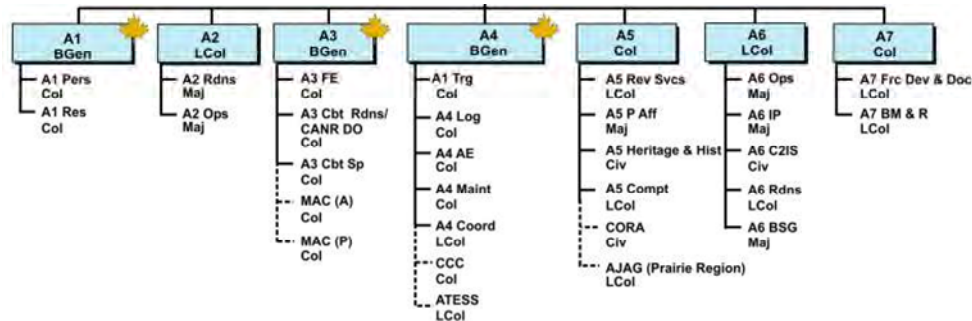 A1
BGen
A1 Pers
Col
A1 Res
Col
A2
LCol
A2 Rdns
Maj
A2 Ops
Maj
A3
BGen
A3 FE
Col
A3 Cbt Rdns/
CANR DO
Col
A3 Cbt Sp
Col
MAC (A)
Col
MAC (P)
Col
A4
BGen
A1 Trg
Col
A4 Log
Col
A4 AE
Col
A4 Maint
Col
A4 Coord
LCol
CCC
Col
ATESS
LCol
A5
Col
A5 Rev Svcs
LCol
A5 P Aff
Maj
A5 Heritage & Hist
Civ
A5 Compt
LCol
CORA
Civ
AJAG (Prairie Region)
LCol
A6
LCol
A6 Ops
Maj
A6 IP
Maj
A6 C2IS
Civ
A6 Rdns
LCol
A6 BSG
Maj
A7
Col
A7 Frc Dev & Doc
LCol
A7 BM & R
LCol